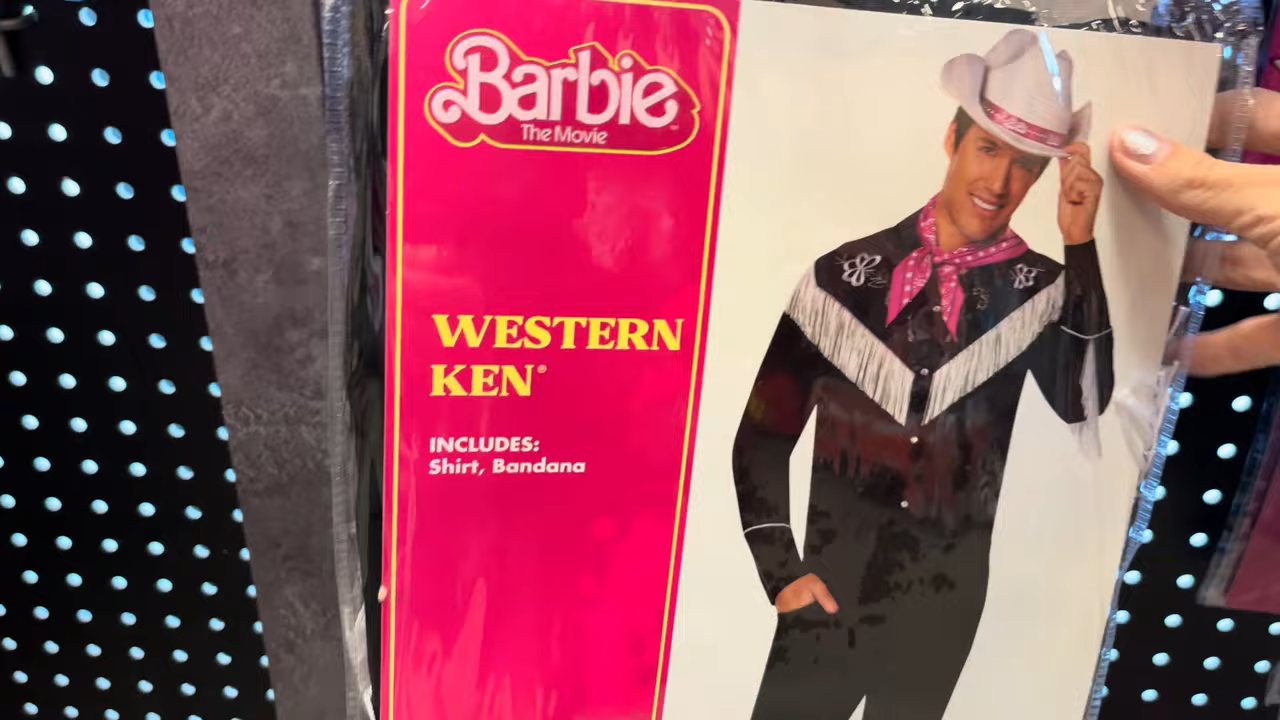 Barbie
The Movie
WESTERN
KEN®
INCLUDES:
Shirt, Bandana